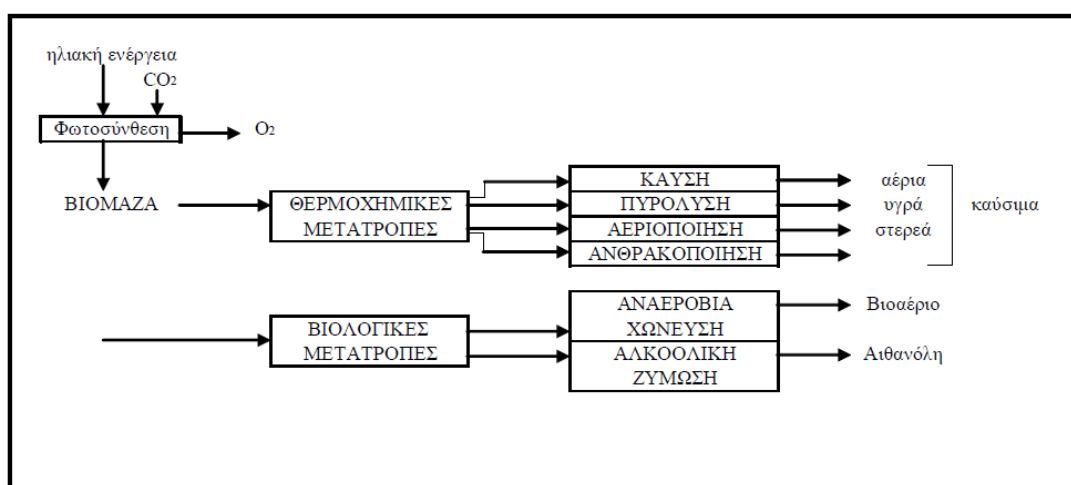 ηλιακή ενέργεια
CO2
Φωτοσύνθεση
O2
ΒΙΟΜΑΖΑ
ΘΕΡΜΟΧΗΜΙΚΕΣ
ΜΕΤΑΤΡΟΠΕΣ
ΚΑΥΣΗ
ΠΥΡΟΛΥΣΗ
ΑΕΡΙΟΠΟΙΗΣΗ
ΑΝΘΡΑΚΟΠΟΙΗΣΗ
αέρια
υγρά
στερεά
καύσιμα
ΒΙΟΛΟΓΙΚΕΣ
ΜΕΤΑΤΡΟΠΕΣ
ΑΝΑΕΡΟΒΙΑ
ΧΩΝΕΥΣΗ
ΑΛΚΟΟΛΙΚΗ
ΖΥΜΩΣΗ
Βιοαέριο
Αιθανόλη